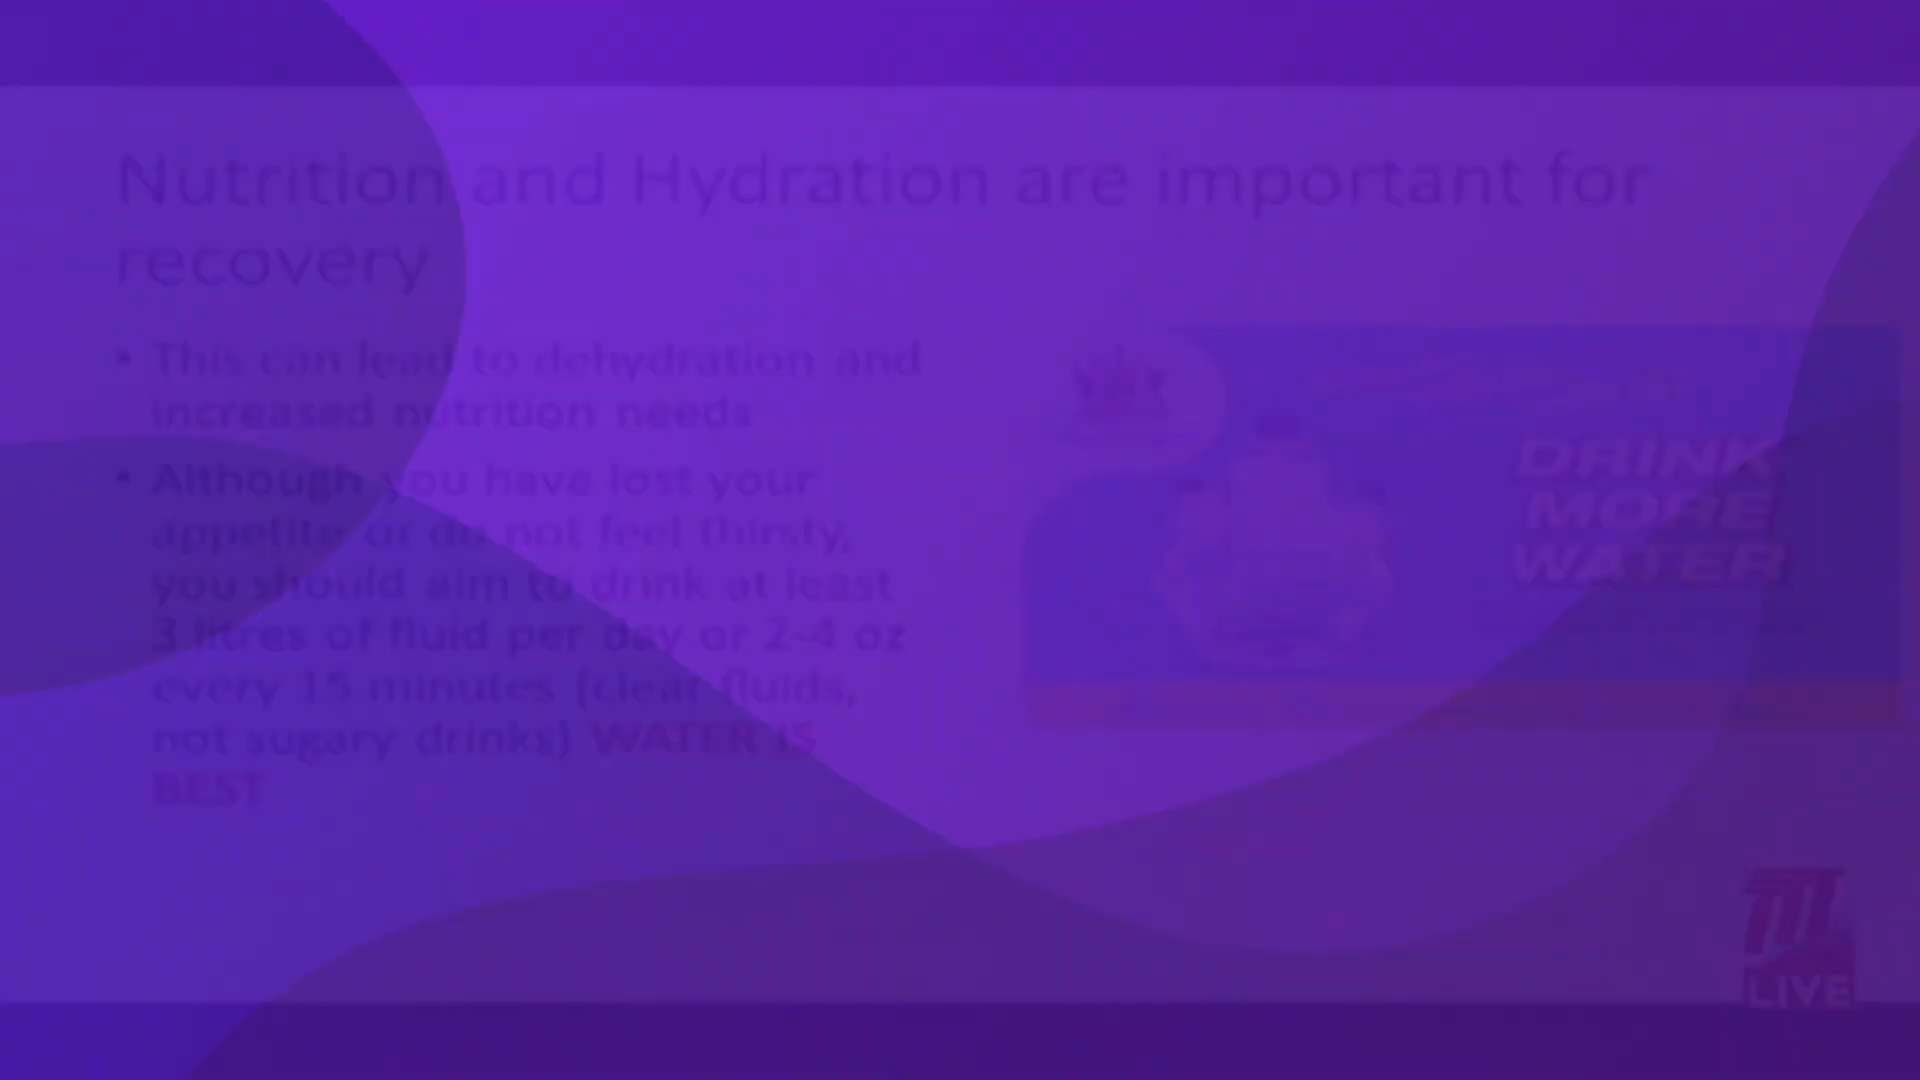 Nutrition and Hydration are important for
recovery
• This can lead to dehydration and
increased nutrition needs
• Although you have lost your
appetite or do not feel thirsty,
you should aim to drink at least
3 litres of fluid per day or 2-4 oz
every 15 minutes (clear fluids,
not sugary drinks) WATER IS
BEST
DRINK
MORE
WATER
LIVE